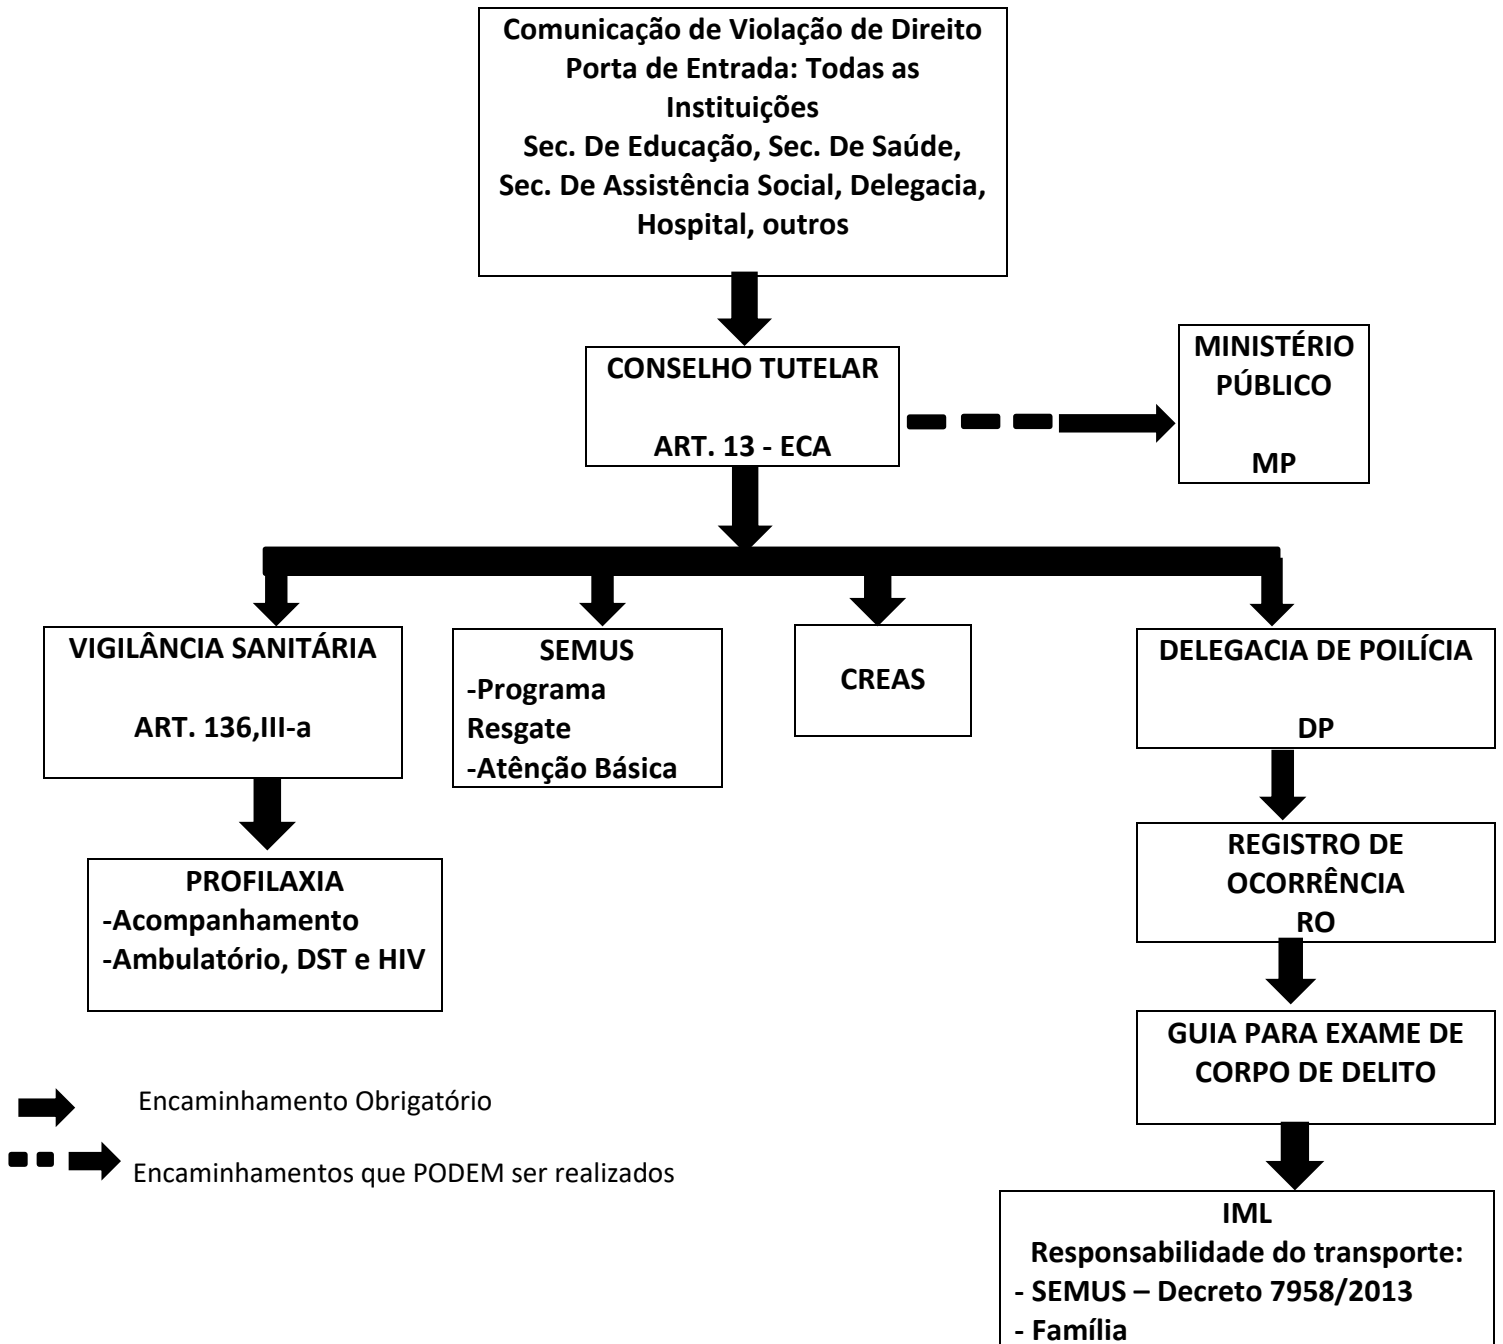 Comunicação de Violação de Direito
Porta de Entrada: Todas as
Instituições
Sec. De Educação, Sec. De Saúde,
Sec. De Assistência Social, Delegacia,
Hospital, outros
CONSELHO TUTELAR
ART. 13 - ECA
MINISTÉRIO
PÚBLICO
MP
VIGILÂNCIA SANITÁRIA
ART. 136,III-a
SEMUS
-Programa
Resgate
-Atênção Básica
CREAS
DELEGACIA DE POILÍCIA
DP
PROFILAXIA
-Acompanhamento
-Ambulatório, DST e HIV
REGISTRO DE
OCORRÊNCIA
RO
GUIA PARA EXAME DE
CORPO DE DELITO
Encaminhamento Obrigatório
Encaminhamentos que PODEM ser realizados
IML
Responsabilidade do transporte:
- SEMUS – Decreto 7958/2013
- Família